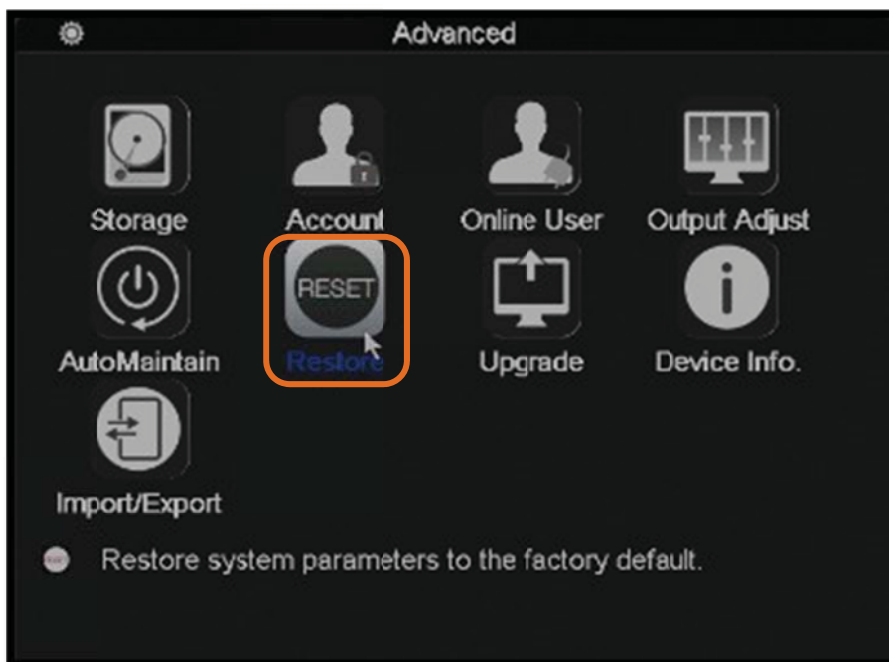 Advanced
Storage Account Online User Output Adjust
RESET
AutoMaintain Restore Upgrade Device Info.
Import/Export
Restore system parameters to the factory default.